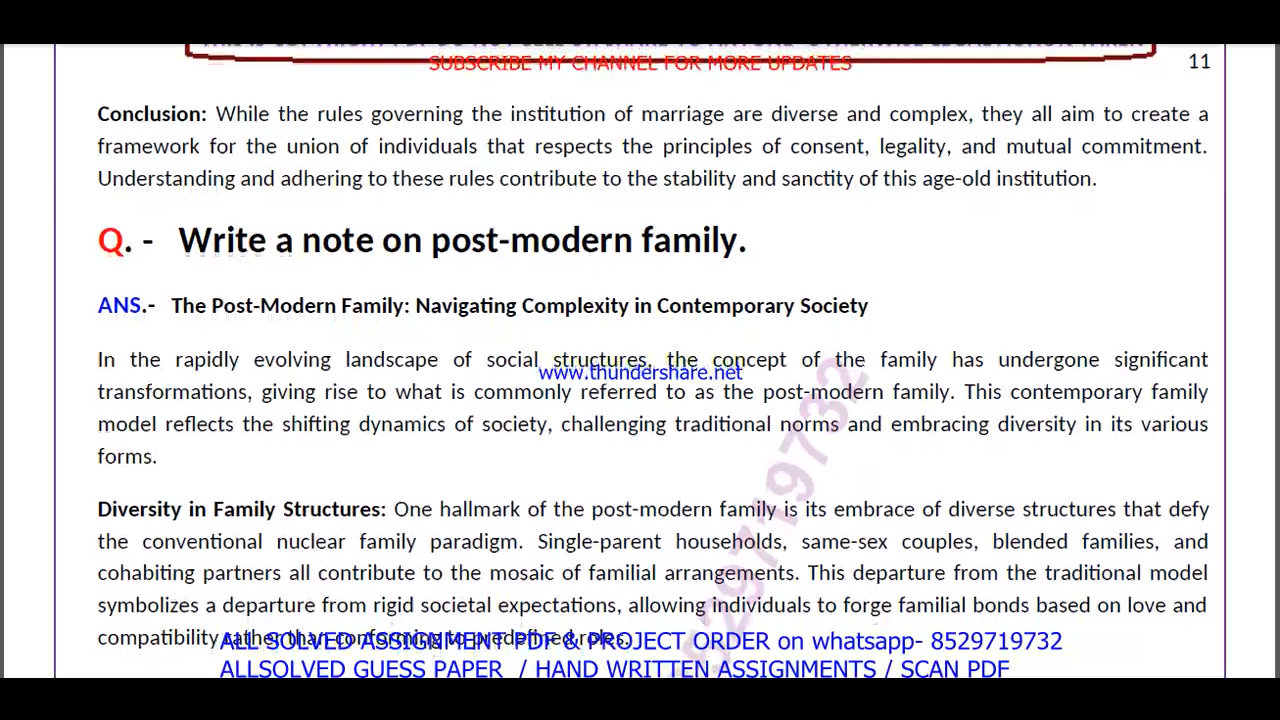 SUBSCRIBE MY CHANNEL FOR MORE UPDATES
11
Conclusion: While the rules governing the institution of marriage are diverse and complex, they all aim to create a
framework for the union of individuals that respects the principles of consent, legality, and mutual commitment.
Understanding and adhering to these rules contribute to the stability and sanctity of this age-old institution.
Q. - Write a note on post-modern family.
ANS.- The Post-Modern Family: Navigating Complexity in Contemporary Society
In the rapidly evolving landscape of social structures, the concept of the family has undergone significant
www.thundershare.net
transformations, giving rise to what is commonly referred to as the post-modern family. This contemporary family
model reflects the shifting dynamics of society, challenging traditional norms and embracing diversity in its various
forms.
8529719732
Diversity in Family Structures: One hallmark of the post-modern family is its embrace of diverse structures that defy
the conventional nuclear family paradigm. Single-parent households, same-sex couples, blended families, and
cohabiting partners all contribute to the mosaic of familial arrangements. This departure from the traditional model
symbolizes a departure from rigid societal expectations, allowing individuals to forge familial bonds based on love and
compatibility rather than conforming to predefined roles.
ALL SOLVED ASSIGNMENT PDF & PROJECT ORDER on whatsapp- 8529719732
ALLSOLVED GUESS PAPER / HAND WRITTEN ASSIGNMENTS / SCAN PDF